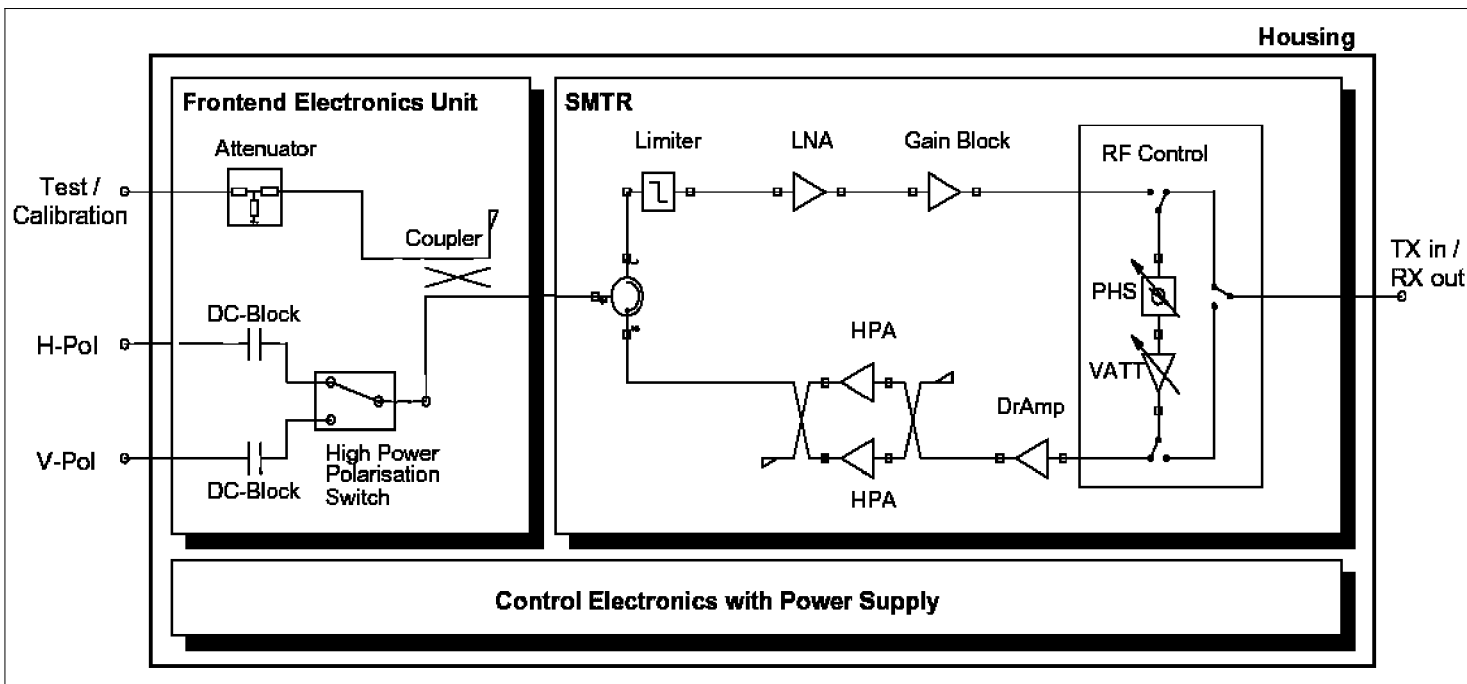 Housing
Frontend Electronics Unit
Attenuator
Test /
Calibration
Coupler
DC-Block
H-Pol
V-Pol
DC-Block
High Power
Polarisation
Switch
SMTR
Limiter
LNA
Gain Block
RF Control
TX in /
RX out
PHS
VATT
HPA
DrAmp
HPA
Control Electronics with Power Supply